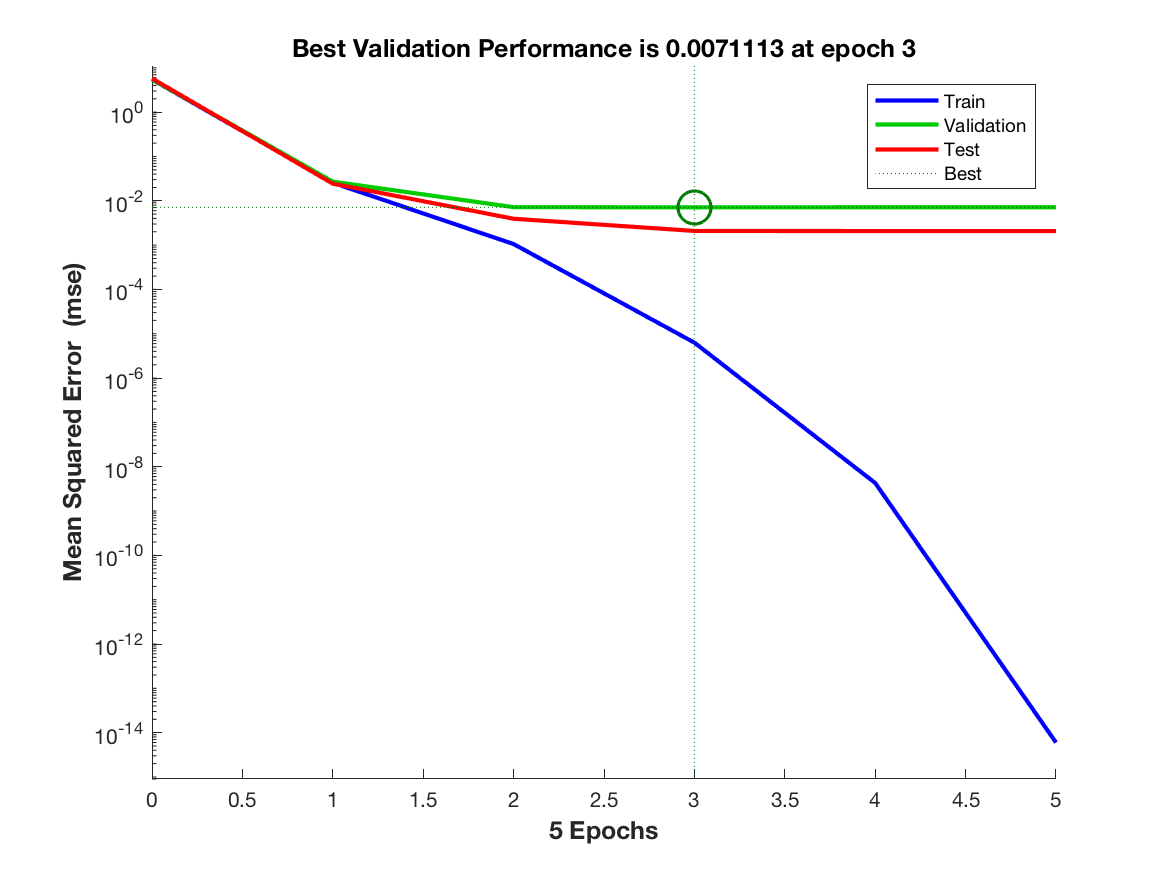 Best Validation Performance is 0.0071113 at epoch 3
Train
Validation
Test
Best
Mean Squared Error (mse)
10^0
10^-2
10^-4
10^-6
10^-8
10^-10
10^-12
10^-14
0 0.5 1 1.5 2 2.5 3 3.5 4 4.5 5
5 Epochs